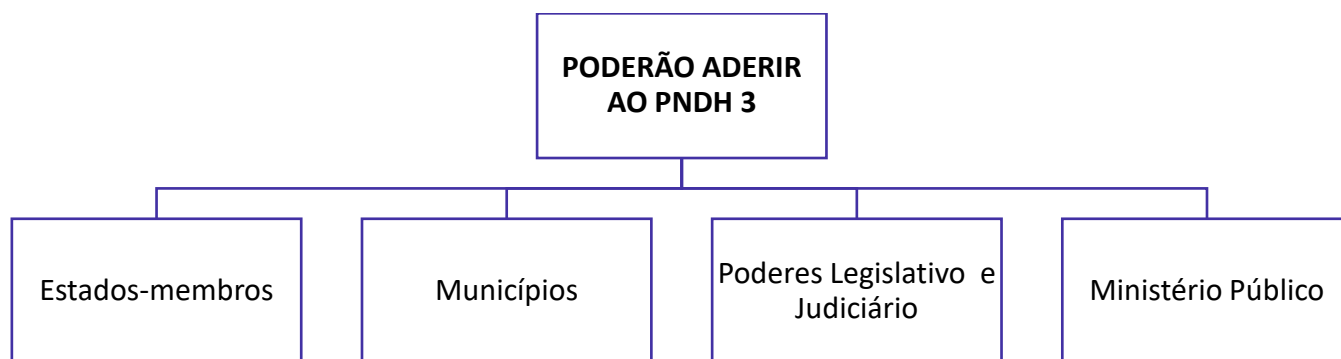 PODERÃO ADERIR
AO PNDH 3
Estados-membros
Municípios
Poderes Legislativo e
Judiciário
Ministério Público